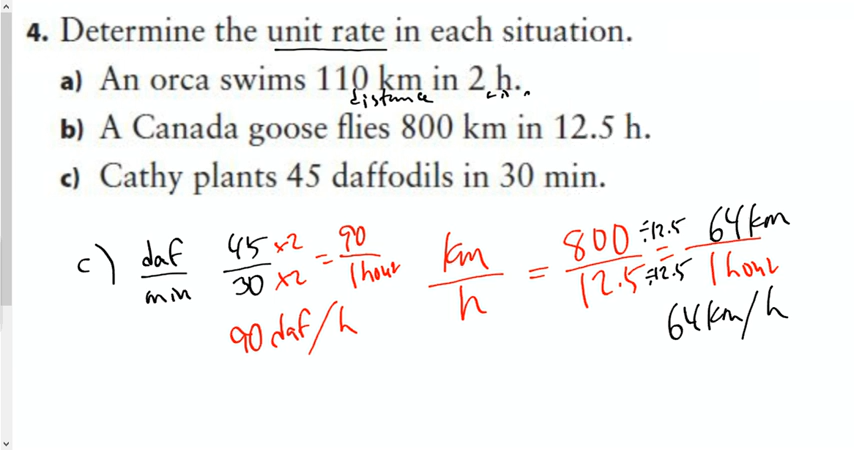 4. Determine the unit rate in each situation.
a) An orca swims 110 km in 2 h.
distance
b) A Canada goose flies 800 km in 12.5 h.
c) Cathy plants 45 daffodils in 30 min.
c) daf/min 45/30 ×2/×2 = 90/1 hour
90 daf/h
km/h = 800/12.5 ÷12.5/÷12.5 = 64 km/1 hour
64 km/h